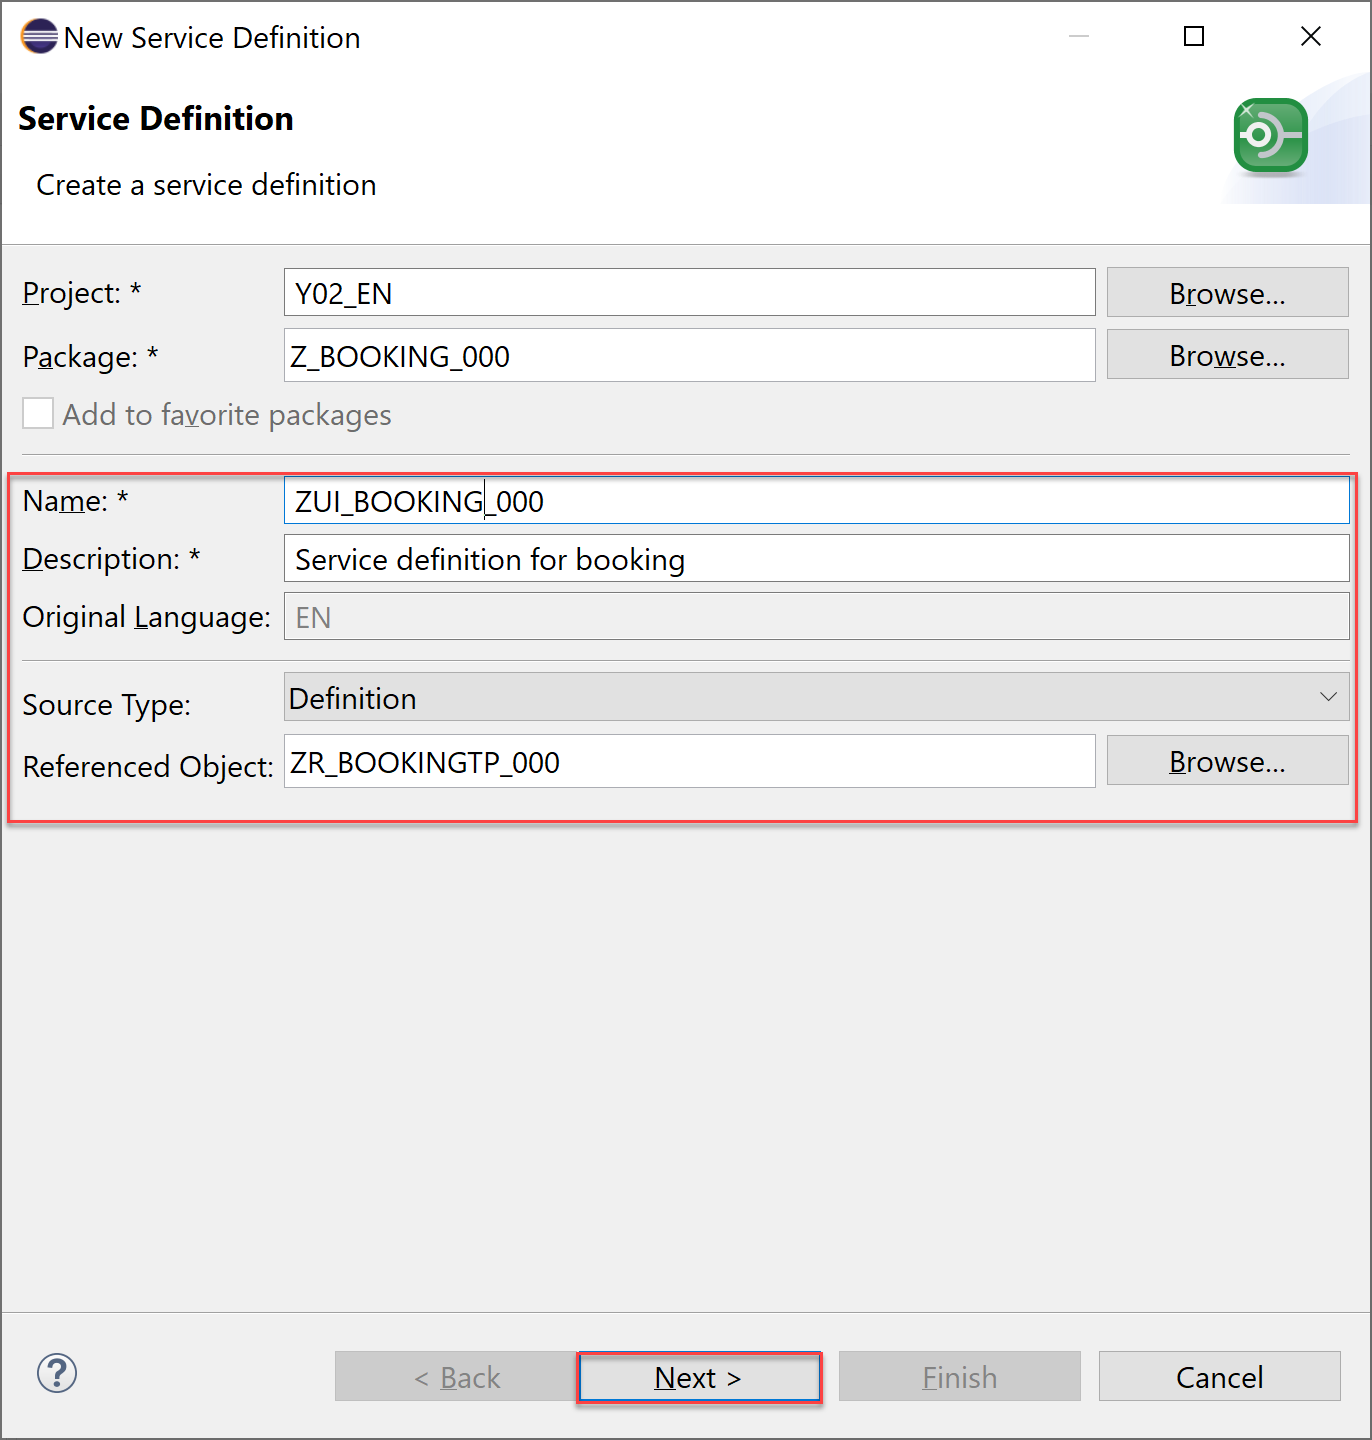 New Service Definition
Service Definition
Create a service definition
Project: * Y02_EN Browse...
Package: * Z_BOOKING_000 Browse...
Add to favorite packages
Name: * ZUI_BOOKING_000
Description: * Service definition for booking
Original Language: EN
Source Type: Definition
Referenced Object: ZR_BOOKINGTP_000 Browse...
? < Back Next > Finish Cancel